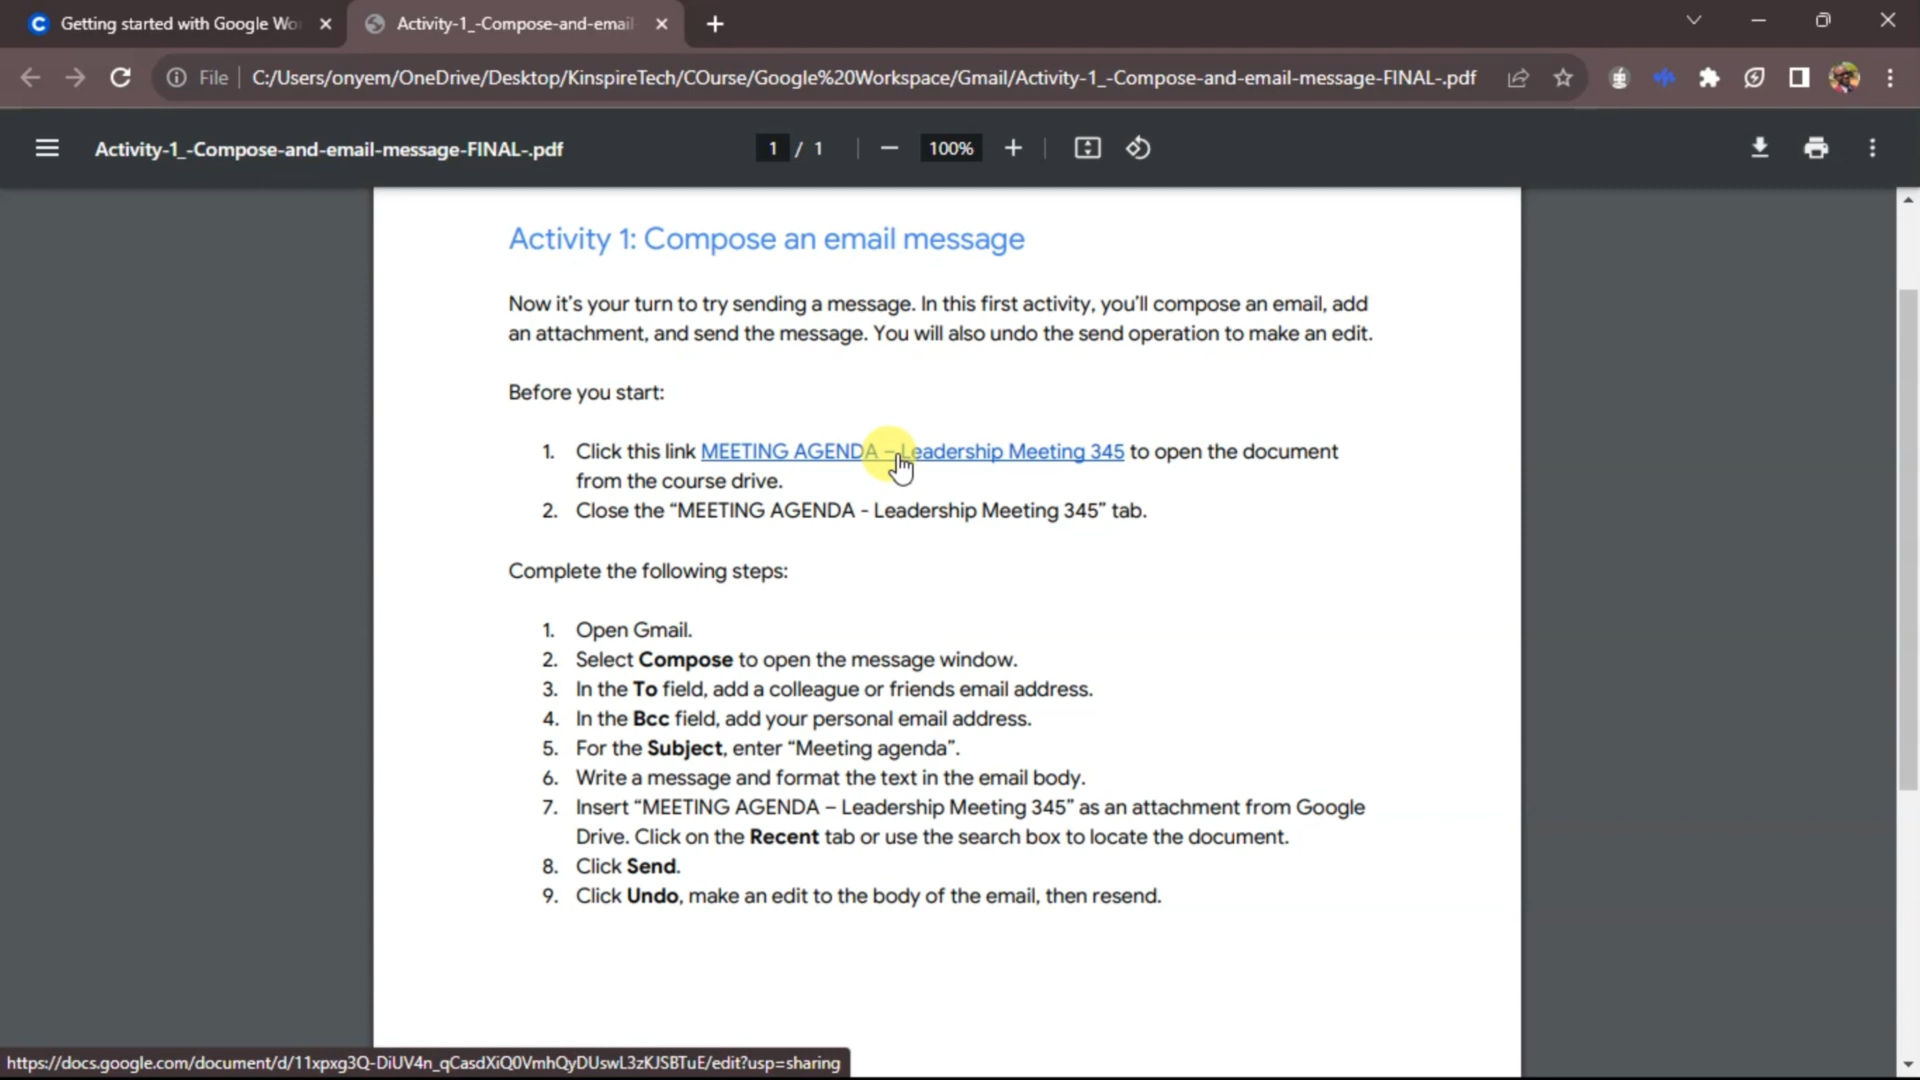 Getting started with Google Wo
Activity-1_-Compose-and-email
File
C:/Users/onyem/OneDrive/Desktop/KinspireTech/COurse/Google%20Workspace/Gmail/Activity-1_-Compose-and-email-message-FINAL-.pdf
Activity-1_-Compose-and-email-message-FINAL-.pdf
1 / 1
100%
Activity 1: Compose an email message
Now it's your turn to try sending a message. In this first activity, you'll compose an email, add
an attachment, and send the message. You will also undo the send operation to make an edit.
Before you start:
1. Click this link MEETING AGENDA – Leadership Meeting 345 to open the document
from the course drive.
2. Close the “MEETING AGENDA - Leadership Meeting 345” tab.
Complete the following steps:
1. Open Gmail.
2. Select Compose to open the message window.
3. In the To field, add a colleague or friends email address.
4. In the Bcc field, add your personal email address.
5. For the Subject, enter “Meeting agenda”.
6. Write a message and format the text in the email body.
7. Insert “MEETING AGENDA – Leadership Meeting 345” as an attachment from Google
Drive. Click on the Recent tab or use the search box to locate the document.
8. Click Send.
9. Click Undo, make an edit to the body of the email, then resend.
https://docs.google.com/document/d/11xpxg3Q-DiUV4n_qCasdXiQ0VmhQyDUswL3zKJSBTuE/edit?usp=sharing